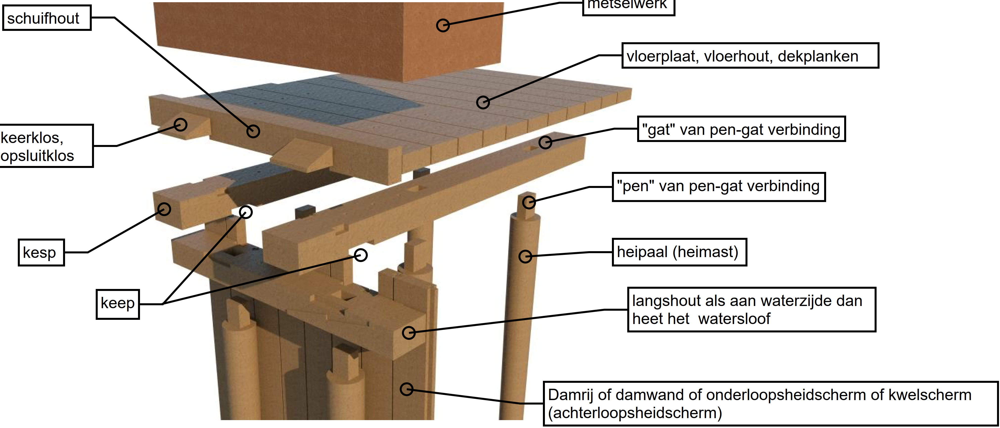 metselwerk
schuifhout
vloerplaat, vloerhout, dekplanken
"gat" van pen-gat verbinding
keerklos,
opsluitklos
"pen" van pen-gat verbinding
kesp
heipaal (heimast)
keep
langshout als aan waterzijde dan
heet het watersloof
Damrij of damwand of onderloopsheidscherm of kwelscherm
(achterloopsheidscherm)